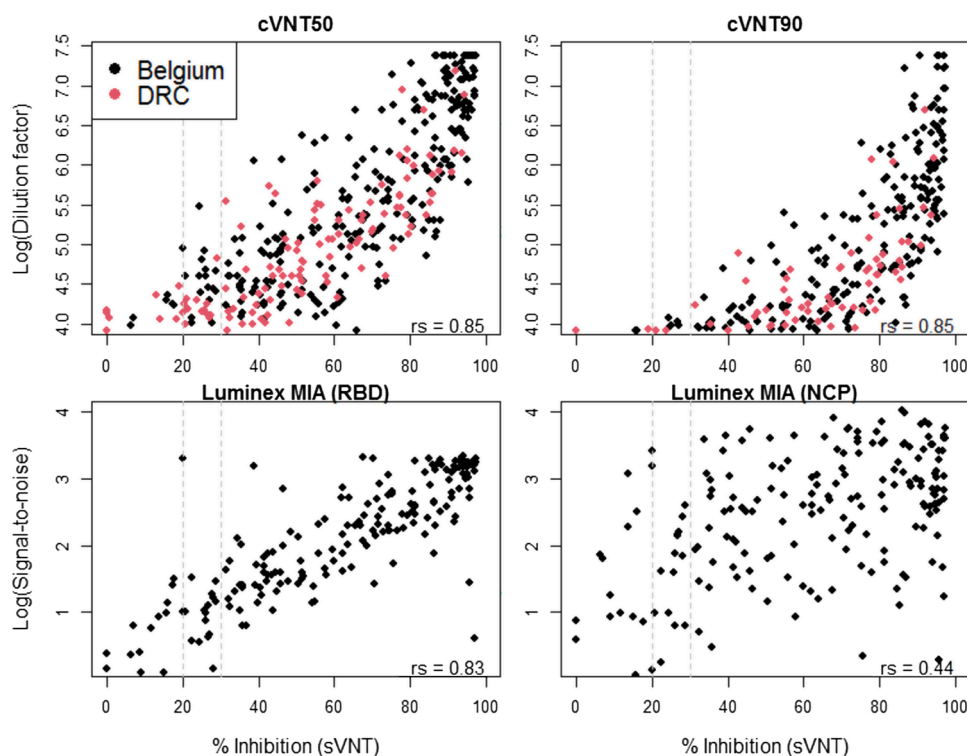 cVNT50
cVNT90
Log(Dilution factor)
7.5
7.0
6.5
6.0
5.5
5.0
4.5
4.0
Belgium
DRC
rs = 0.85
0 20 40 60 80 100
7.5
7.0
6.5
6.0
5.5
5.0
4.5
4.0
rs = 0.85
0 20 40 60 80 100
Luminex MIA (RBD)
Luminex MIA (NCP)
Log(Signal-to-noise)
4
3
2
1
rs = 0.83
0 20 40 60 80 100
% Inhibition (sVNT)
4
3
2
1
rs = 0.44
0 20 40 60 80 100
% Inhibition (sVNT)